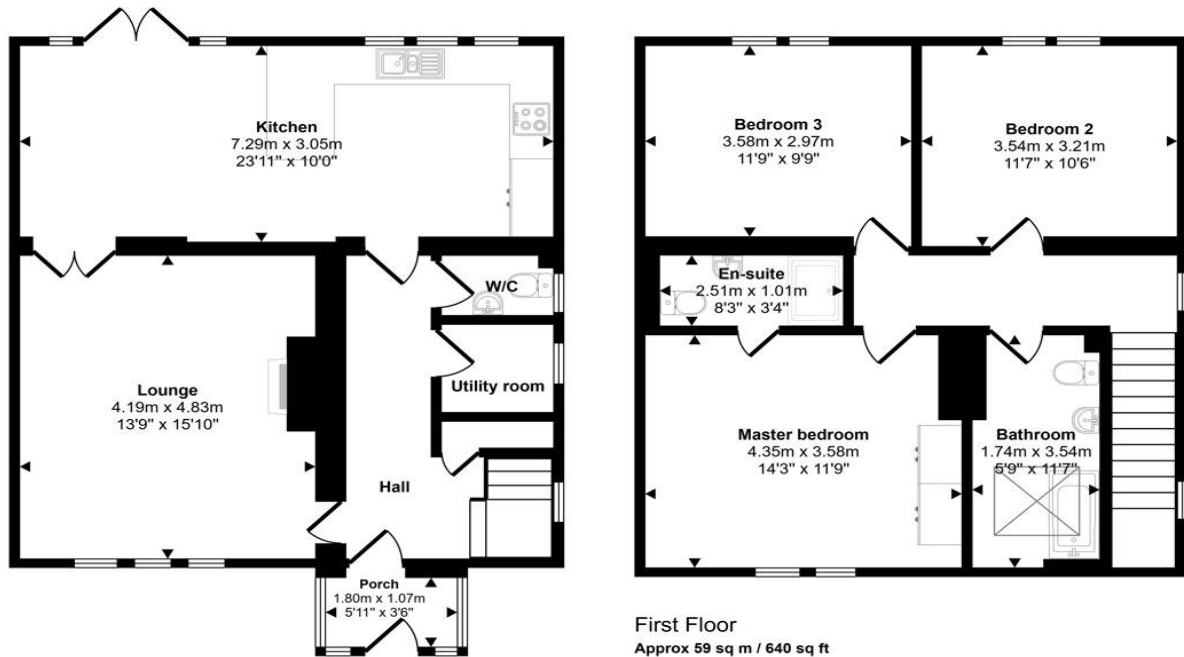 Kitchen
7.29m x 3.05m
23'11" x 10'0"
Lounge
4.19m x 4.83m
13'9" x 15'10"
W/C
Utility room
Hall
Porch
1.80m x 1.07m
5'11" x 3'6"
Bedroom 3
3.58m x 2.97m
11'9" x 9'9"
Bedroom 2
3.54m x 3.21m
11'7" x 10'6"
En-suite
2.51m x 1.01m
8'3" x 3'4"
Master bedroom
4.35m x 3.58m
14'3" x 11'9"
Bathroom
1.74m x 3.54m
5'9" x 11'7"
First Floor
Approx 59 sq m / 640 sq ft